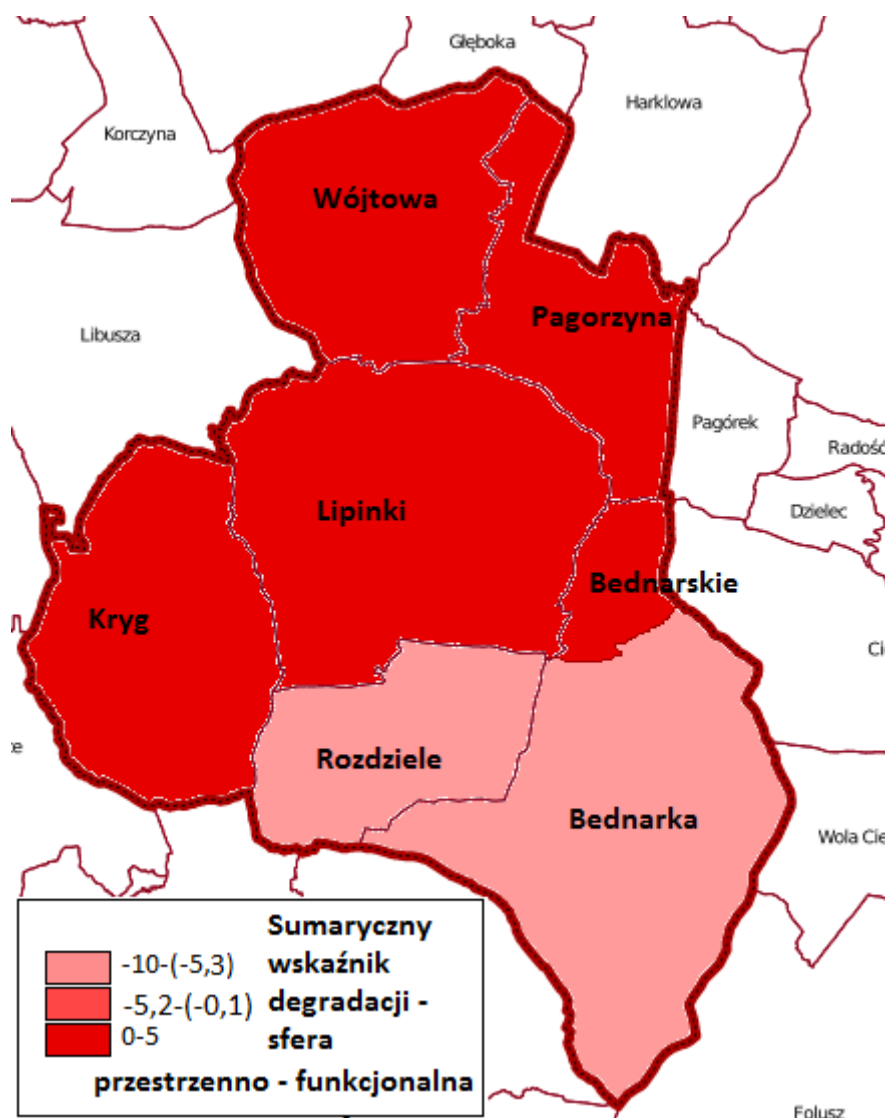 Głęboka
Harklowa
Korczyna
Wójtowa
Pagorzyna
Libusza
Pagórek
Radość
Lipinki
Dzielec
Bednarskie
Kryg
Rozdziele
Bednarka
Wola Cie
Sumaryczny
-10-(-5,3)
wskaźnik
-5,2-(-0,1)
degradacji -
0-5
sfera
przestrzenno - funkcjonalna
Folusz